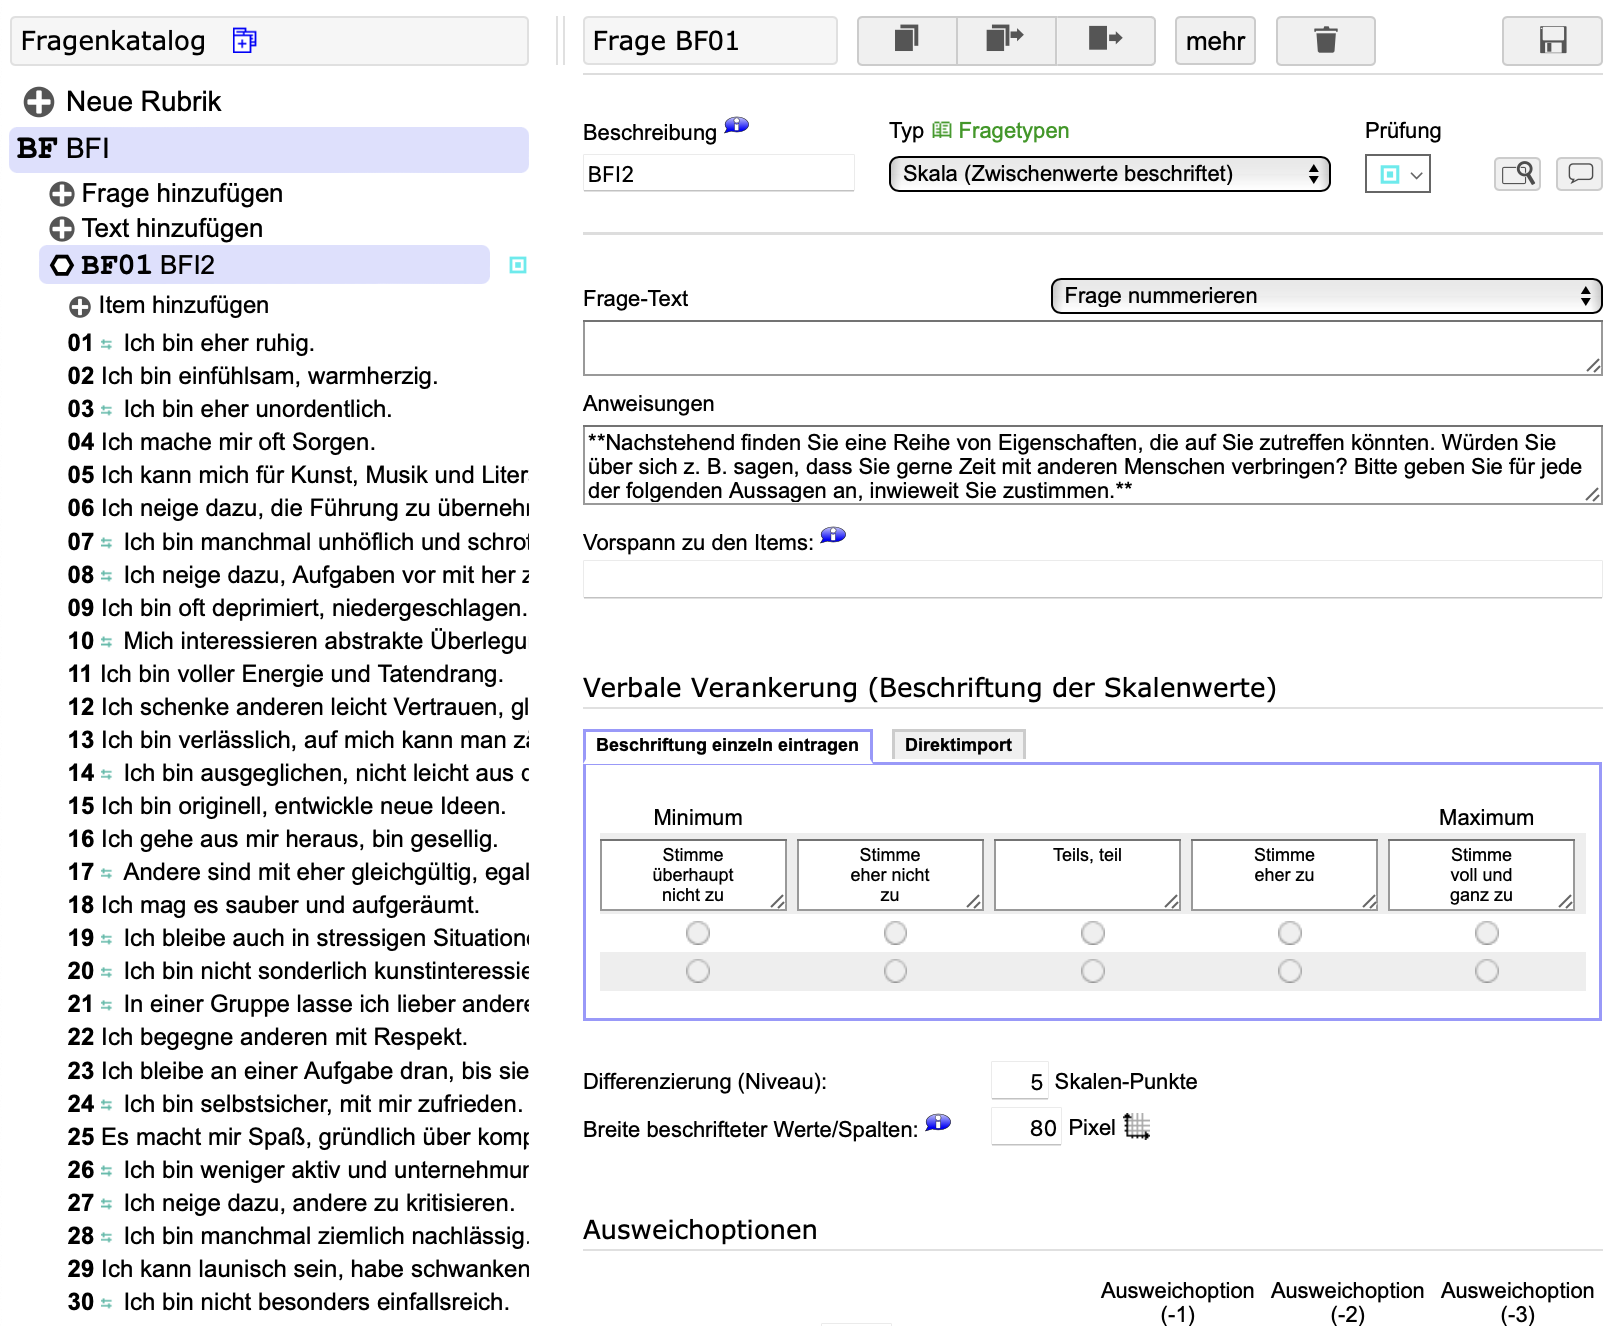 Fragenkatalog
Neue Rubrik
BF BFI
Frage hinzufügen
Text hinzufügen
BF01 BFI2
Item hinzufügen
01 Ich bin eher ruhig.
02 Ich bin einfühlsam, warmherzig.
03 Ich bin eher unordentlich.
04 Ich mache mir oft Sorgen.
05 Ich kann mich für Kunst, Musik und Liter
06 Ich neige dazu, die Führung zu überneh
07 Ich bin manchmal unhöflich und schrof
08 Ich neige dazu, Aufgaben vor mit her z
09 Ich bin oft deprimiert, niedergeschlagen.
10 Mich interessieren abstrakte Überlegu
11 Ich bin voller Energie und Tatendrang.
12 Ich schenke anderen leicht Vertrauen, gl
13 Ich bin verlässlich, auf mich kann man zä
14 Ich bin ausgeglichen, nicht leicht aus d
15 Ich bin originell, entwickle neue Ideen.
16 Ich gehe aus mir heraus, bin gesellig.
17 Andere sind mit eher gleichgültig, egal
18 Ich mag es sauber und aufgeräumt.
19 Ich bleibe auch in stressigen Situation
20 Ich bin nicht sonderlich kunstinteressie
21 In einer Gruppe lasse ich lieber andere
22 Ich begegne anderen mit Respekt.
23 Ich bleibe an einer Aufgabe dran, bis sie
24 Ich bin selbstsicher, mit mir zufrieden.
25 Es macht mir Spaß, gründlich über komp
26 Ich bin weniger aktiv und unternehmur
27 Ich neige dazu, andere zu kritisieren.
28 Ich bin manchmal ziemlich nachlässig.
29 Ich kann launisch sein, habe schwanken
30 Ich bin nicht besonders einfallsreich.
Frage BF01
mehr
Beschreibung
Typ Fragetypen
Prüfung
BFI2
Skala (Zwischenwerte beschriftet)
Frage-Text
Frage nummerieren
Anweisungen
**Nachstehend finden Sie eine Reihe von Eigenschaften, die auf Sie zutreffen könnten. Würden Sie
über sich z. B. sagen, dass Sie gerne Zeit mit anderen Menschen verbringen? Bitte geben Sie für jede
der folgenden Aussagen an, inwieweit Sie zustimmen.**
Vorspann zu den Items:
Verbale Verankerung (Beschriftung der Skalenwerte)
Beschriftung einzeln eintragen
Direktimport
Minimum
Maximum
Stimme
überhaupt
nicht zu
Stimme
eher nicht
zu
Teils, teil
Stimme
eher zu
Stimme
voll und
ganz zu
Differenzierung (Niveau):
5 Skalen-Punkte
Breite beschrifteter Werte/Spalten:
80 Pixel
Ausweichoptionen
Ausweichoption
(-1)
Ausweichoption
(-2)
Ausweichoption
(-3)